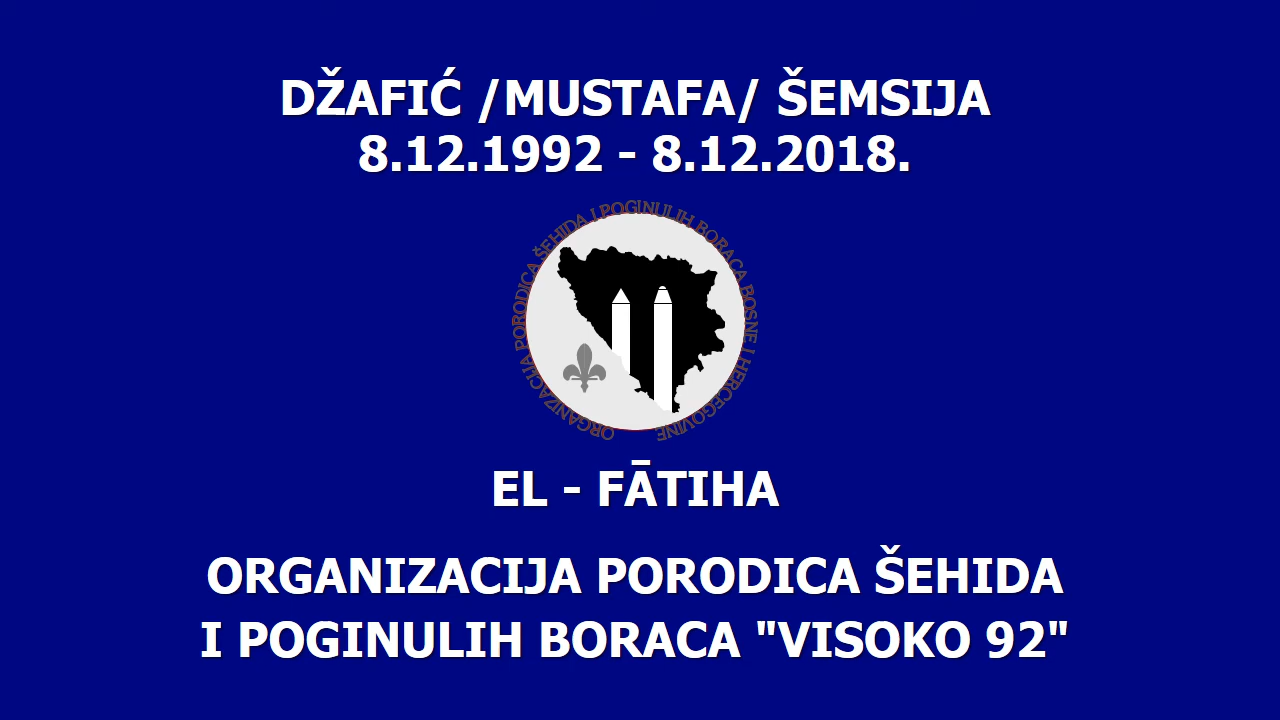 DŽAFIĆ /MUSTAFA/ ŠEMSIJA
8.12.1992 - 8.12.2018.
ORGANIZACIJA PORODICA ŠEHIDA I POGINULIH BORACA BOSNE I HERCEGOVINE
EL - FĀTIHA
ORGANIZACIJA PORODICA ŠEHIDA
I POGINULIH BORACA "VISOKO 92"